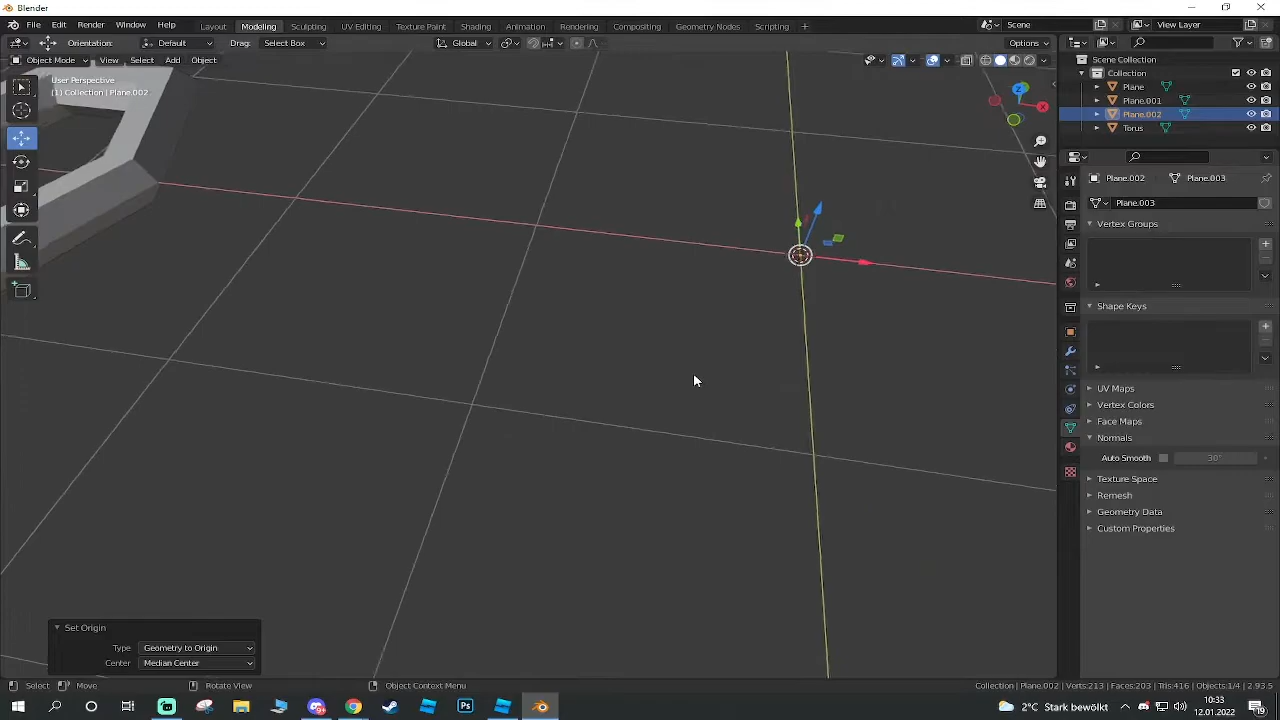 Blender
File Edit Render Window Help Layout Modeling Sculpting UV Editing Texture Paint Shading Animation Rendering Compositing Geometry Nodes Scripting + Scene View Layer
Orientation: Default Drag: Select Box Global Options
Object Mode View Select Add Object
User Perspective
(1) Collection | Plane.002
X
Z
Scene Collection
Collection
Plane
Plane.001
Plane.002
Torus
Plane.002 Plane.003
Plane.003
Vertex Groups
Shape Keys
UV Maps
Vertex Colors
Face Maps
Normals
Auto Smooth 30°
Texture Space
Remesh
Geometry Data
Custom Properties
Set Origin
Type Geometry to Origin
Center Median Center
Select Move Rotate View Object Context Menu Collection | Plane.002 | Verts:213 | Faces:203 | Tris:416 | Objects:1/4 | 2.93.5
Ps 2°C Stark bewölkt 10:33
12.01.2022